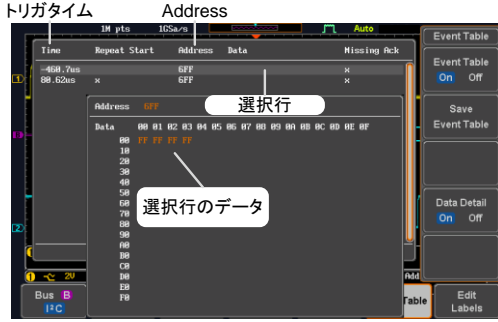 トリガタイム Address
1M pts 1GSa/s Auto
Event Table
Time Repeat Start Address Data Missing Ack
-460.7us 6FF ×
80.62us × 6FF ×
選択行
Event Table
On Off
Address 6FF
Save
Event Table
Data 00 01 02 03 04 05 06 07 08 09 0A 0B 0C 0D 0E 0F
00 FF FF FF FF
10
20
30
40
50
60
70
80
90
A0
B0
C0
D0
E0
F0
選択行のデータ
Data Detail
On Off
1 2V Add
Bus B
I²C
Table
Edit
Labels